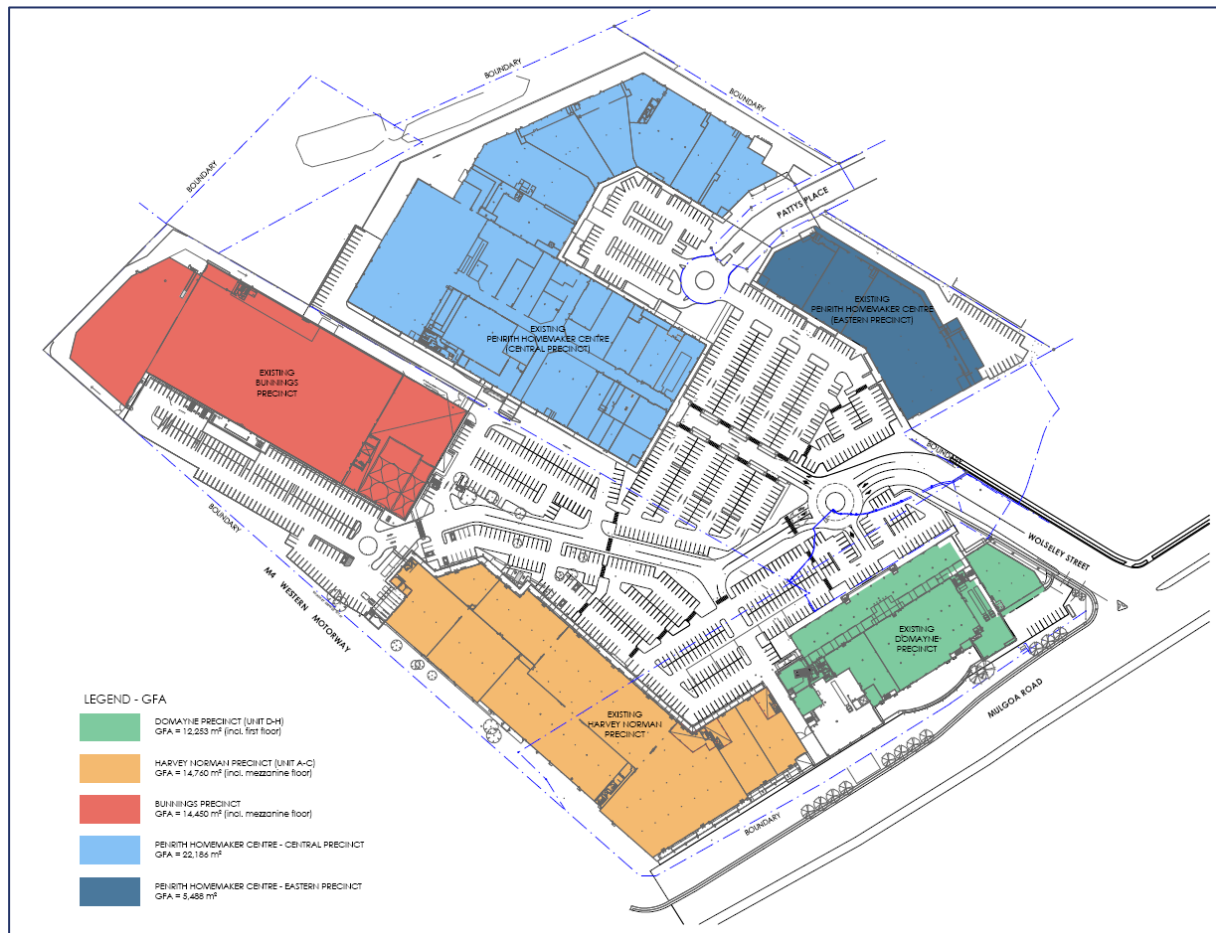 BOUNDARY
BOUNDARY
BOUNDARY
PATTYS PLACE
EXISTING
PENRITH HOMEMAKER CENTRE
(EASTERN PRECINCT)
EXISTING
PENRITH HOMEMAKER CENTRE
(CENTRAL PRECINCT)
EXISTING
BUNNINGS
PRECINCT
BOUNDARY
BOUNDARY
WOLSELEY STREET
M4 WESTERN MOTORWAY
EXISTING
DOMAYNE
PRECINCT
EXISTING
HARVEY NORMAN
PRECINCT
MULGOA ROAD
BOUNDARY
LEGEND - GFA
DOMAYNE PRECINCT (UNIT D-H)
GFA = 12,253 m² (incl. first floor)
HARVEY NORMAN PRECINCT (UNIT A-C)
GFA = 14,760 m² (incl. mezzanine floor)
BUNNINGS PRECINCT
GFA = 14,450 m² (incl. mezzanine floor)
PENRITH HOMEMAKER CENTRE - CENTRAL PRECINCT
GFA = 22,186 m²
PENRITH HOMEMAKER CENTRE - EASTERN PRECINCT
GFA = 5,488 m²